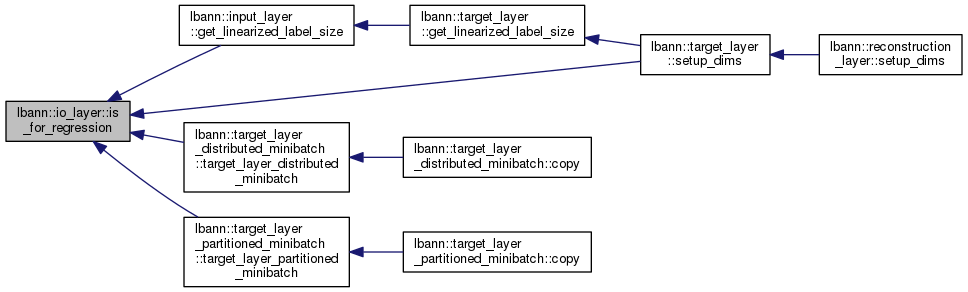 lbann::input_layer
::get_linearized_label_size
lbann::target_layer
::get_linearized_label_size
lbann::target_layer
::setup_dims
lbann::reconstruction
_layer::setup_dims
lbann::io_layer::is
_for_regression
lbann::target_layer
_distributed_minibatch
::target_layer_distributed
_minibatch
lbann::target_layer
_distributed_minibatch::copy
lbann::target_layer
_partitioned_minibatch
::target_layer_partitioned
_minibatch
lbann::target_layer
_partitioned_minibatch::copy